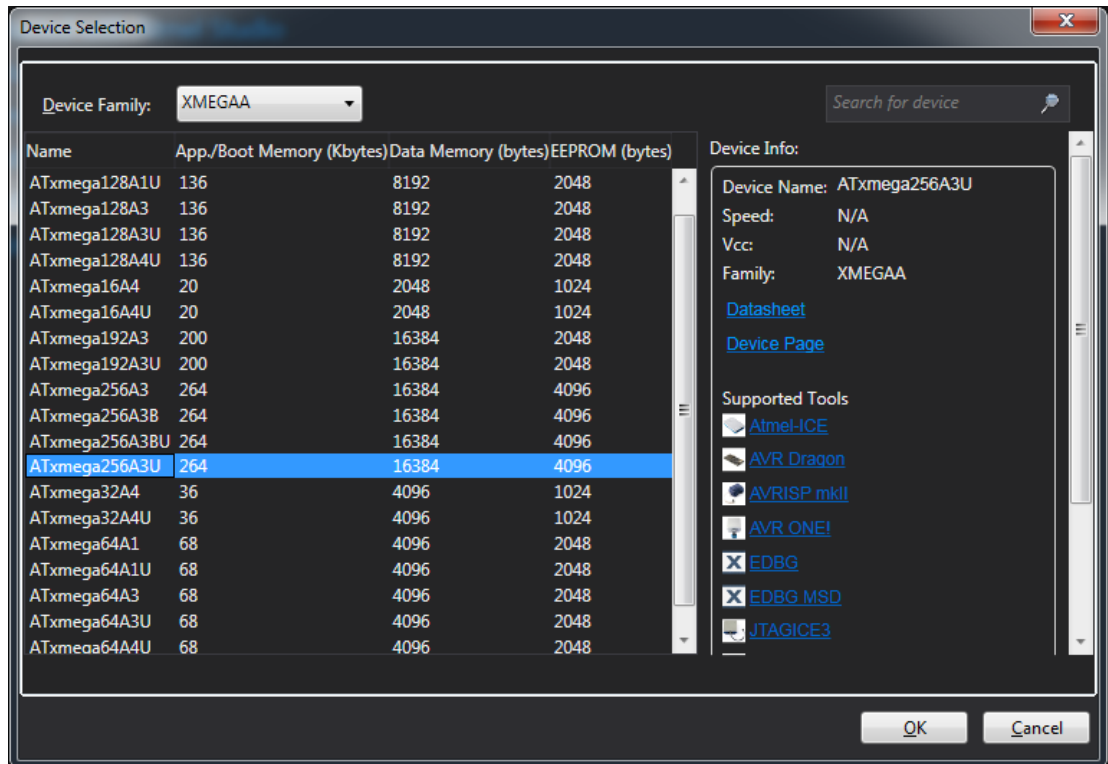 Device Selection
Device Family: XMEGAA
Search for device
Name App./Boot Memory (Kbytes) Data Memory (bytes) EEPROM (bytes)
ATxmega128A1U 136 8192 2048
ATxmega128A3 136 8192 2048
ATxmega128A3U 136 8192 2048
ATxmega128A4U 136 8192 2048
ATxmega16A4 20 2048 1024
ATxmega16A4U 20 2048 1024
ATxmega192A3 200 16384 2048
ATxmega192A3U 200 16384 2048
ATxmega256A3 264 16384 4096
ATxmega256A3B 264 16384 4096
ATxmega256A3BU 264 16384 4096
ATxmega256A3U 264 16384 4096
ATxmega32A4 36 4096 1024
ATxmega32A4U 36 4096 1024
ATxmega64A1 68 4096 2048
ATxmega64A1U 68 4096 2048
ATxmega64A3 68 4096 2048
ATxmega64A3U 68 4096 2048
ATxmega64A4U 68 4096 2048
Device Info:
Device Name: ATxmega256A3U
Speed: N/A
Vcc: N/A
Family: XMEGAA
Datasheet
Device Page
Supported Tools
Atmel-ICE
AVR Dragon
AVRISP mkII
AVR ONE!
EDBG
EDBG MSD
JTAGICE3
OK
Cancel